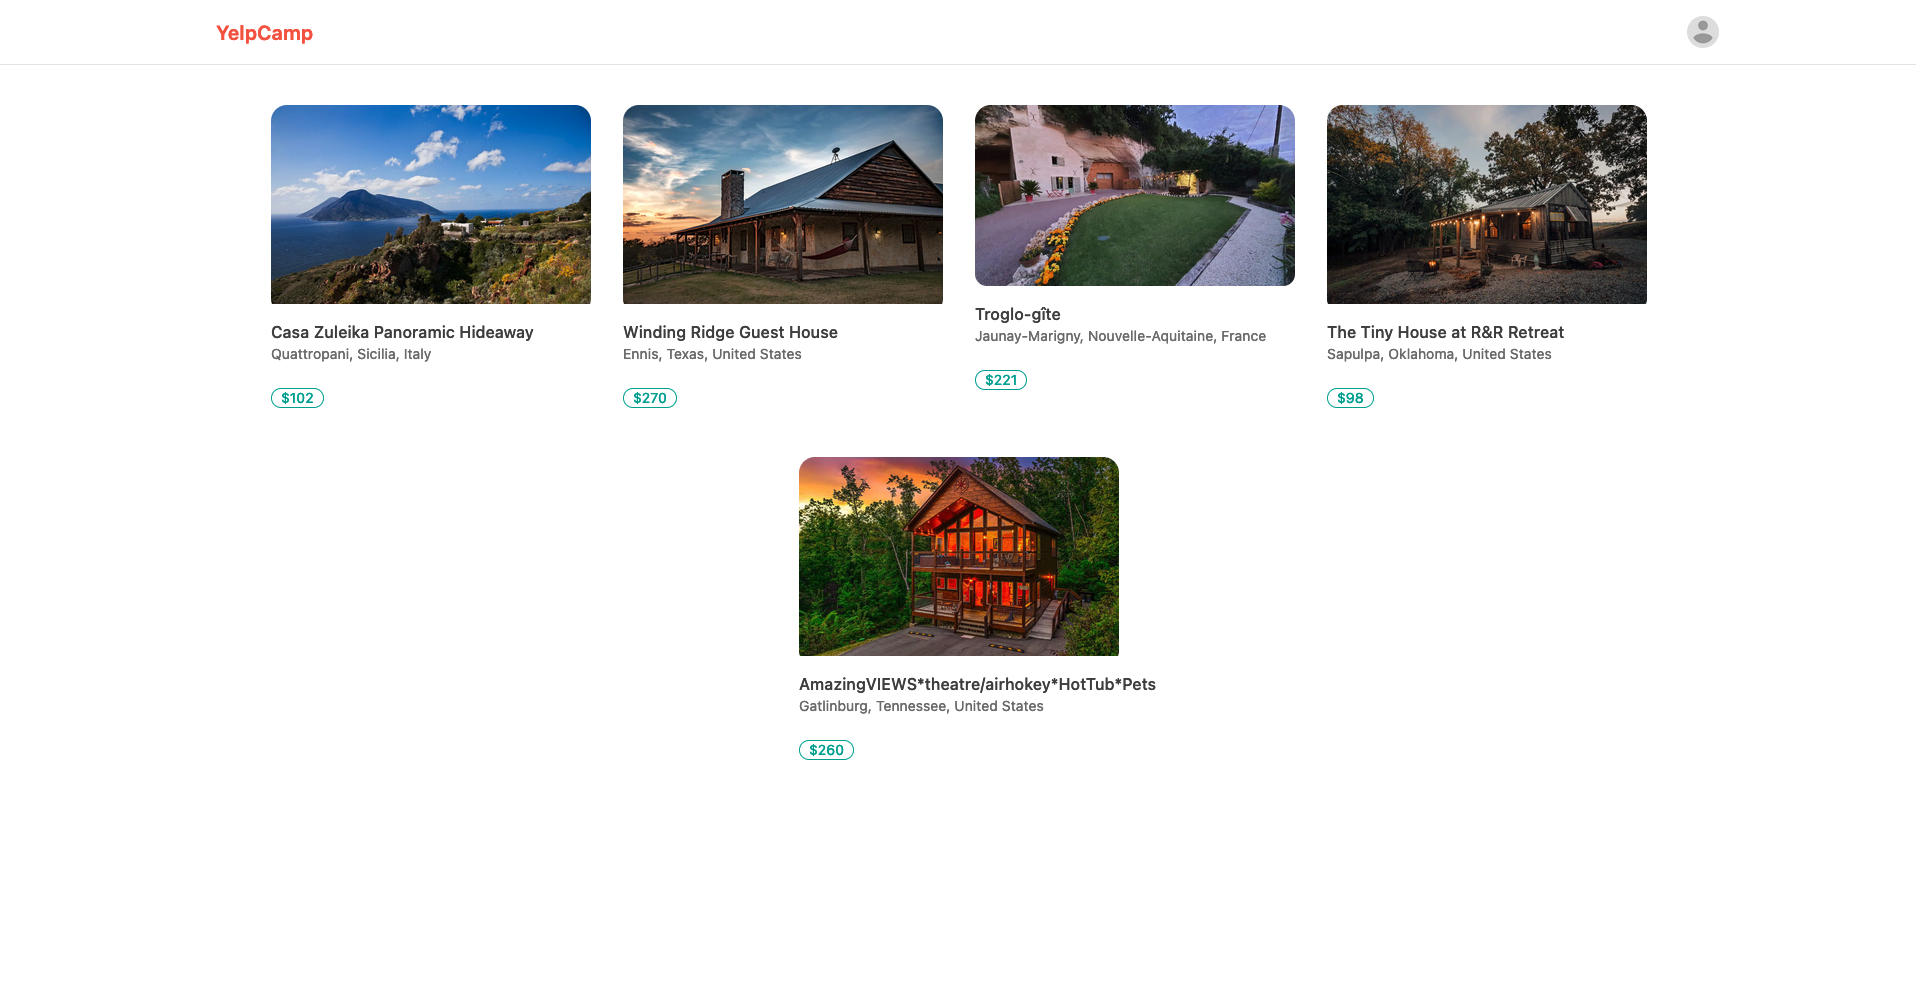 YelpCamp
Casa Zuleika Panoramic Hideaway
Quattropani, Sicilia, Italy
$102
Winding Ridge Guest House
Ennis, Texas, United States
$270
Troglo-gîte
Jaunay-Marigny, Nouvelle-Aquitaine, France
$221
The Tiny House at R&R Retreat
Sapulpa, Oklahoma, United States
$98
AmazingVIEWS*theatre/airhokey*HotTub*Pets
Gatlinburg, Tennessee, United States
$260